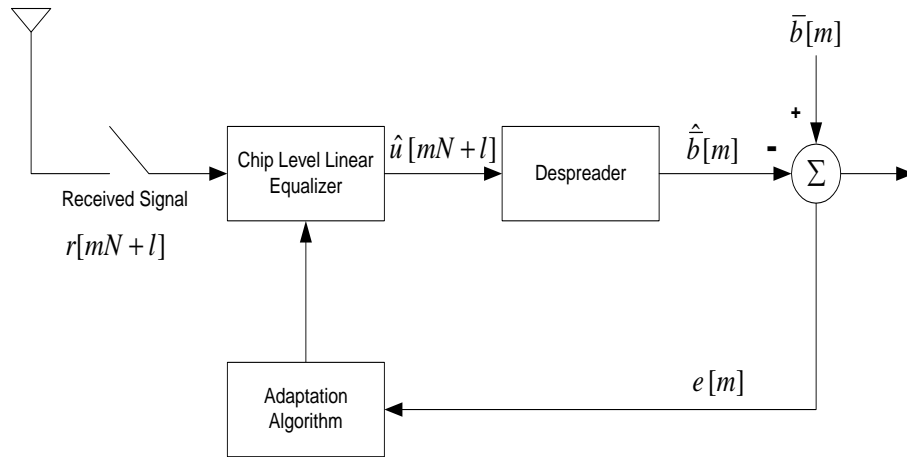 b̄[m]
+
Chip Level Linear
Equalizer
û[mN + l]
Despreader
b̄̂[m]
-
Σ
Received Signal
r[mN + l]
Adaptation
Algorithm
e[m]